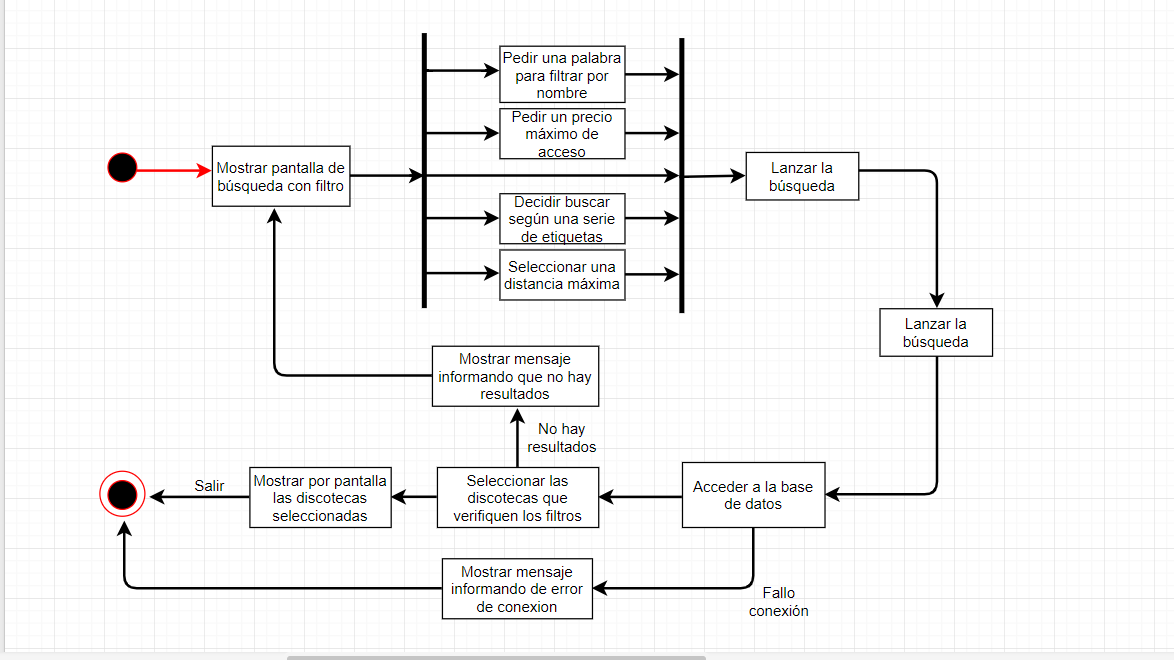 Pedir una palabra
para filtrar por
nombre
Pedir un precio
máximo de
acceso
Mostrar pantalla de
búsqueda con filtro
Lanzar la
búsqueda
Decidir buscar
según una serie
de etiquetas
Seleccionar una
distancia máxima
Lanzar la
búsqueda
Mostrar mensaje
informando que no hay
resultados
No hay
resultados
Salir
Mostrar por pantalla
las discotecas
seleccionadas
Seleccionar las
discotecas que
verifiquen los filtros
Acceder a la base
de datos
Mostrar mensaje
informando de error
de conexion
Fallo
conexión